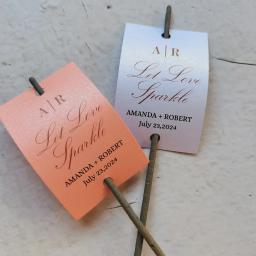 A|R
Let Love
Sparkle
AMANDA + ROBERT
July 23,2024
A|R
Let Love
Sparkle
AMANDA + ROBERT
July 23,2024